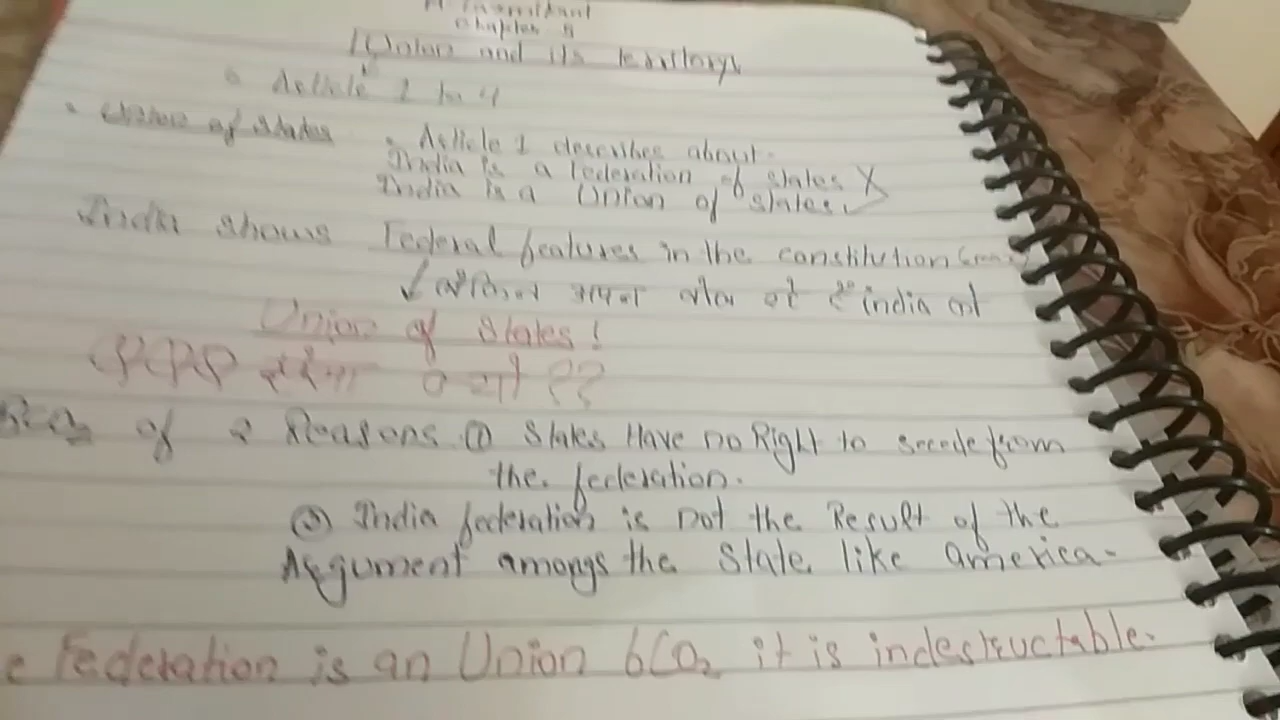 Chapter 5
Union and its territory
Article 1 to 4
Union of States
Article 1 describes about.
India is a federation of states X
India is a Union of states ✓
India shows Federal features in the constitution
India को
Union of States!
of 2 Reasons ① States Have no Right to secede from
the. federation.
② India federation is not the Result of the
Argument amongs the State like america.
e Federation is an Union bCO2 it is indestructable.